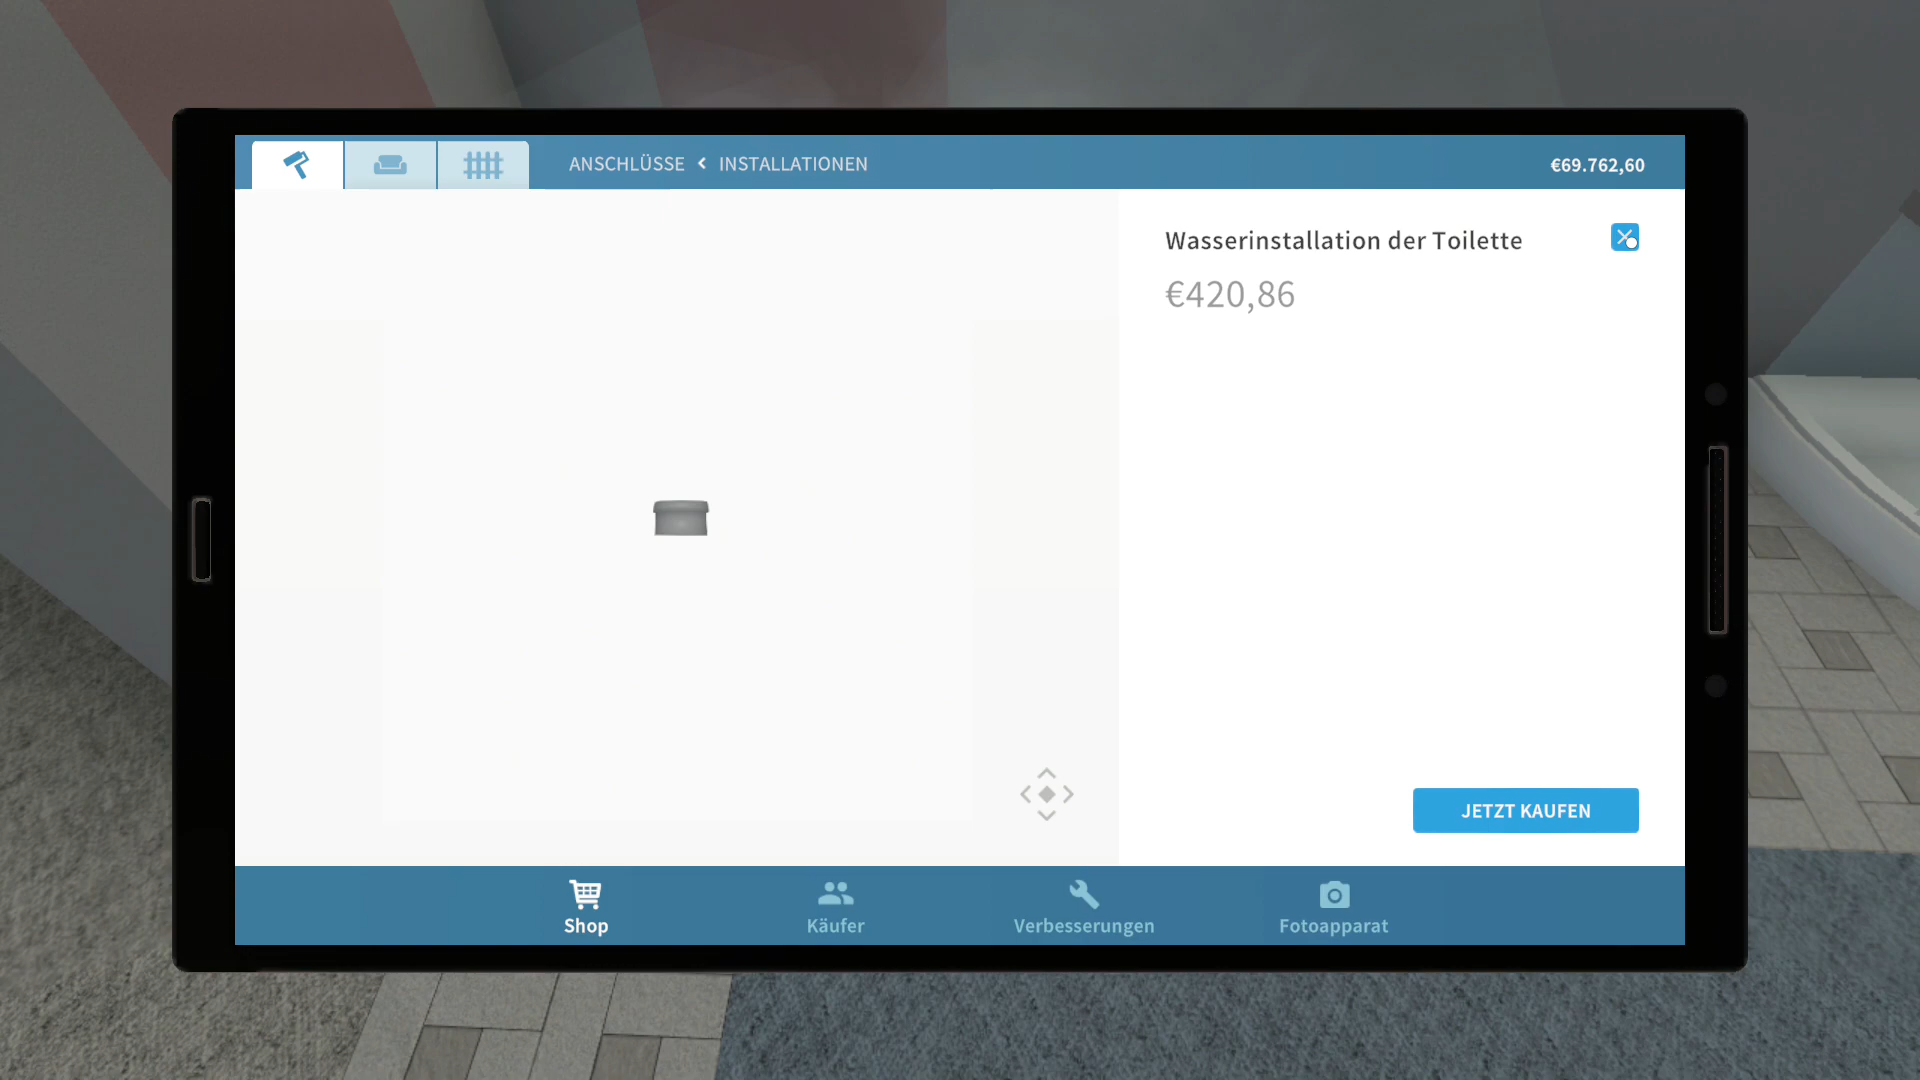 ANSCHLÜSSE < INSTALLATIONEN
€69.762,60
Wasserinstallation der Toilette
€420,86
JETZT KAUFEN
Shop
Käufer
Verbesserungen
Fotoapparat